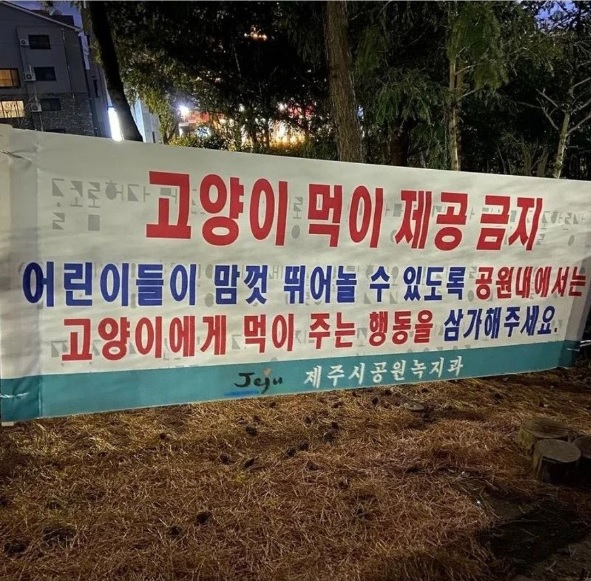 고양이 먹이 제공 금지
어린이들이 맘껏 뛰어놀 수 있도록 공원내에서는
고양이에게 먹이 주는 행동을 삼가해주세요.
Jeju 제주시공원녹지과